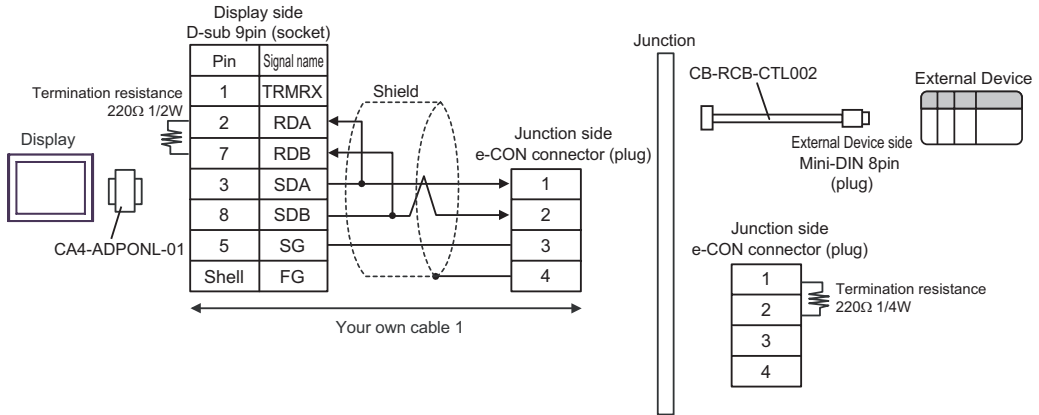 Display side
D-sub 9pin (socket)
Pin Signal name
1 TRMRX
2 RDA
7 RDB
3 SDA
8 SDB
5 SG
Shell FG
Termination resistance
220Ω 1/2W
Display
CA4-ADPONL-01
Shield
Junction side
e-CON connector (plug)
1
2
3
4
Your own cable 1
Junction
CB-RCB-CTL002
External Device
External Device side
Mini-DIN 8pin
(plug)
Junction side
e-CON connector (plug)
1
2
3
4
Termination resistance
220Ω 1/4W